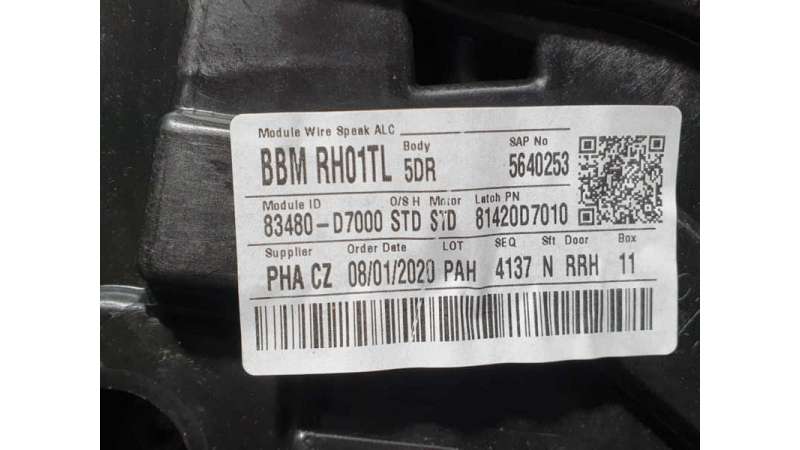 Module Wire Speak ALC Body SAP No
BBM RH01TL 5DR 5640253
Module ID O/S H Motor Latch PN
83480-D7000 STD STD 81420D7010
Supplier Order Date LOT SEQ Sft Door Box
PHA CZ 08/01/2020 PAH 4137 N RRH 11